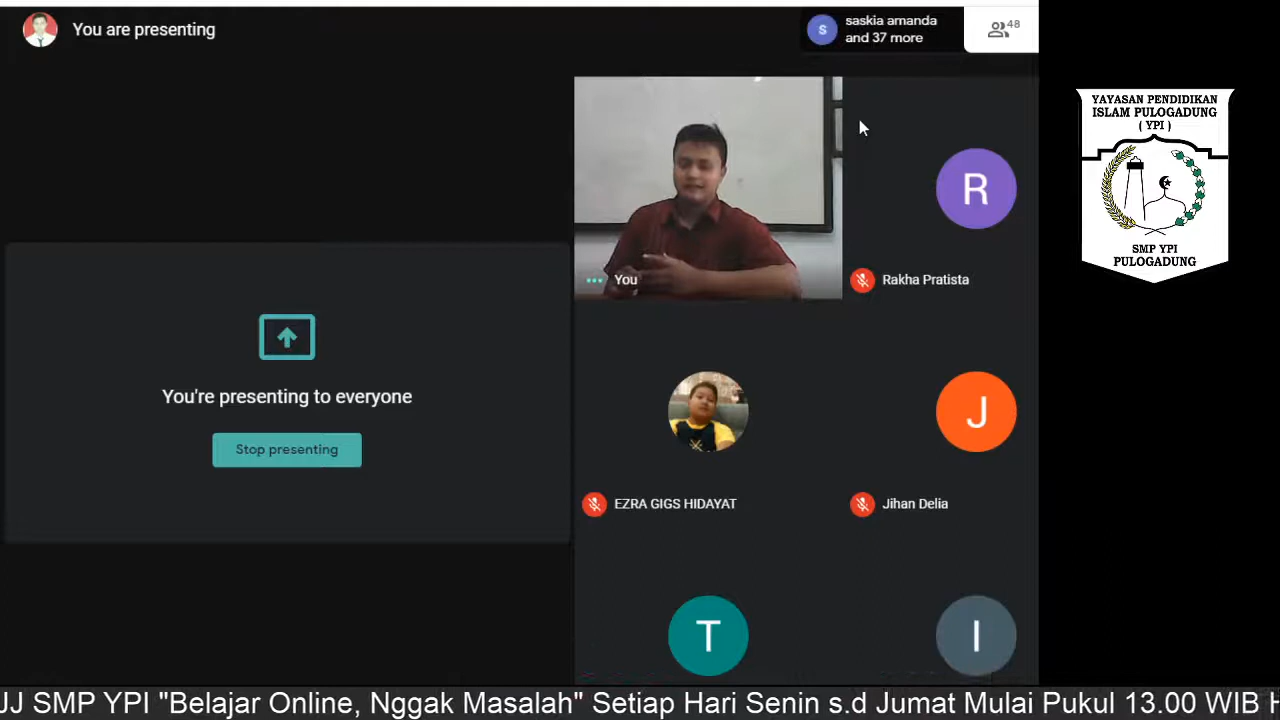 You are presenting
S
saskia amanda
and 37 more
48
YAYASAN PENDIDIKAN
ISLAM PULOGADUNG
( YPI )
SMP YPI
PULOGADUNG
R
You
Rakha Pratista
You're presenting to everyone
Stop presenting
J
EZRA GIGS HIDAYAT
Jihan Delia
T
I
JJ SMP YPI "Belajar Online, Nggak Masalah" Setiap Hari Senin s.d Jumat Mulai Pukul 13.00 WIB H